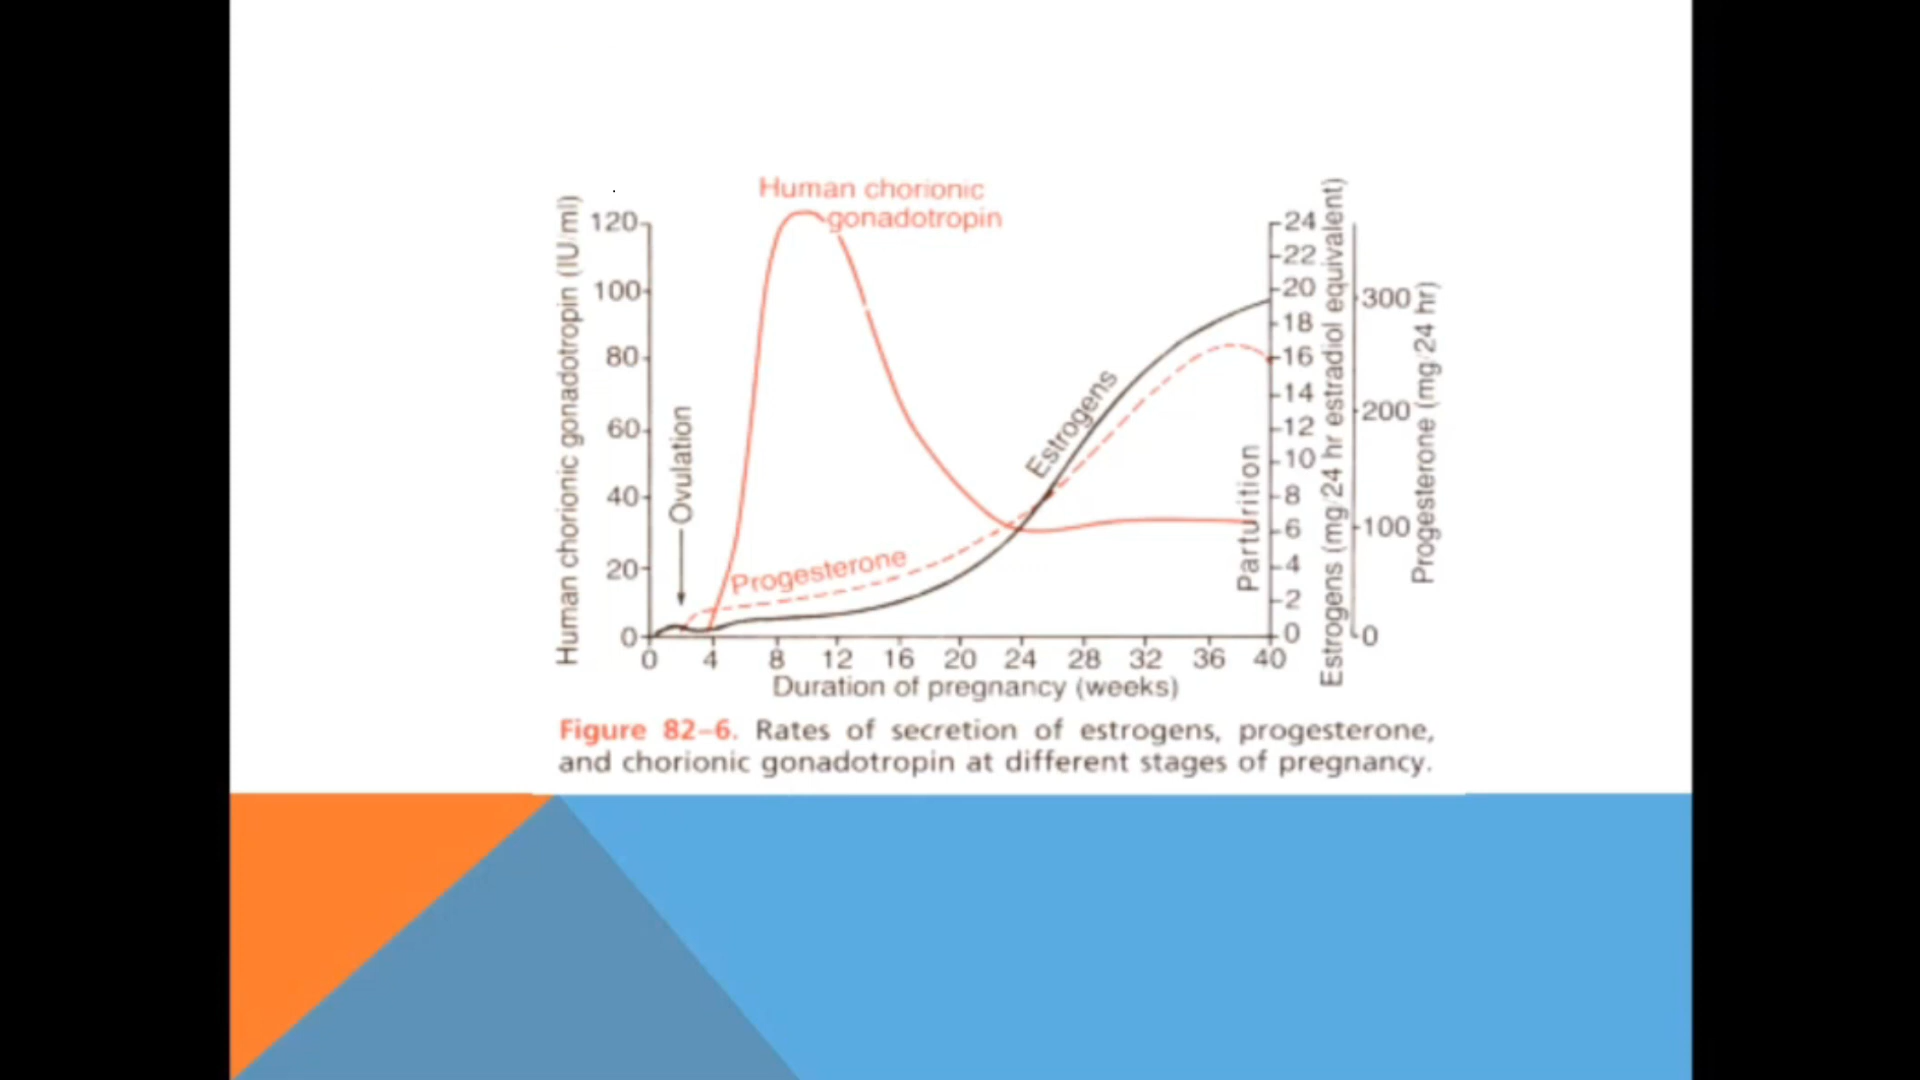 Human chorionic
gonadotropin
Human chorionic gonadotropin (IU/ml)
120
100
80
60
40
20
0
Ovulation
Progesterone
Estrogens
Parturition
24
22
20
18
16
14
12
10
8
6
4
2
0
Estrogens (mg/24 hr estradiol equivalent)
300
200
100
0
Progesterone (mg/24 hr)
0 4 8 12 16 20 24 28 32 36 40
Duration of pregnancy (weeks)
Figure 82–6. Rates of secretion of estrogens, progesterone,
and chorionic gonadotropin at different stages of pregnancy.